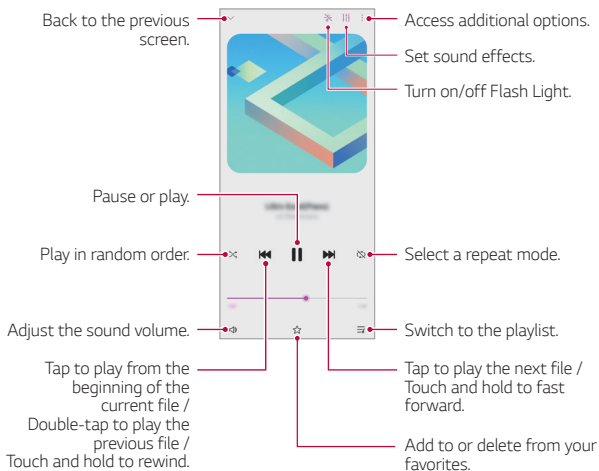 Back to the previous
screen.
Access additional options.
Set sound effects.
Turn on/off Flash Light.
Pause or play.
Play in random order.
Select a repeat mode.
Adjust the sound volume.
Switch to the playlist.
Tap to play from the
beginning of the
current file /
Double-tap to play the
previous file /
Touch and hold to rewind.
Tap to play the next file /
Touch and hold to fast
forward.
Add to or delete from your
favorites.